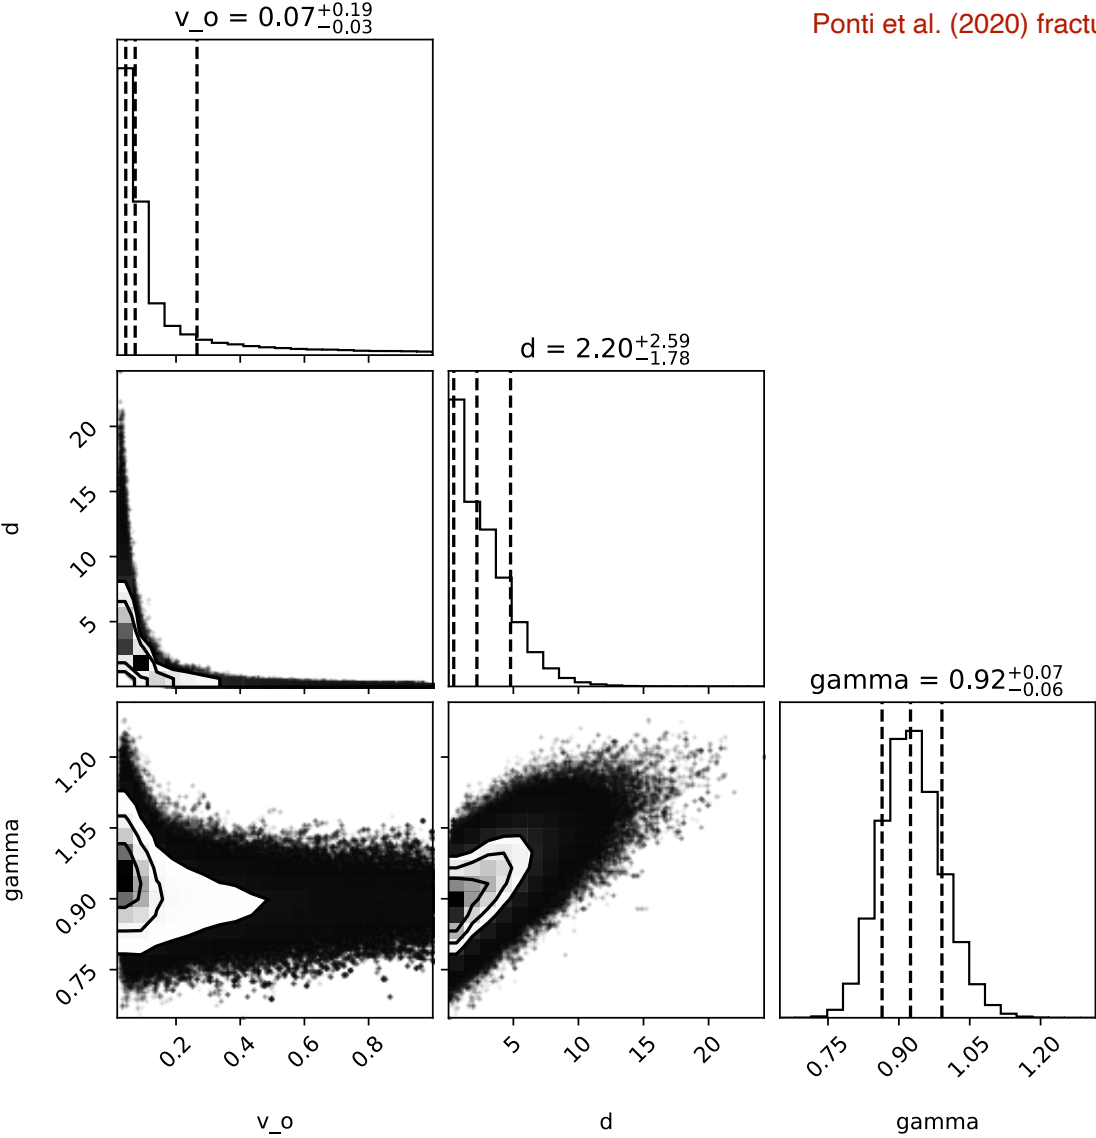 v_o = 0.07+0.19−0.03
Ponti et al. (2020)
d = 2.20+2.59−1.78
20
15
10
5
d
gamma = 0.92+0.07−0.06
1.20
1.05
0.90
0.75
gamma
0.2 0.4 0.6 0.8
5 10 15 20
0.75 0.90 1.05 1.20
v_o d gamma